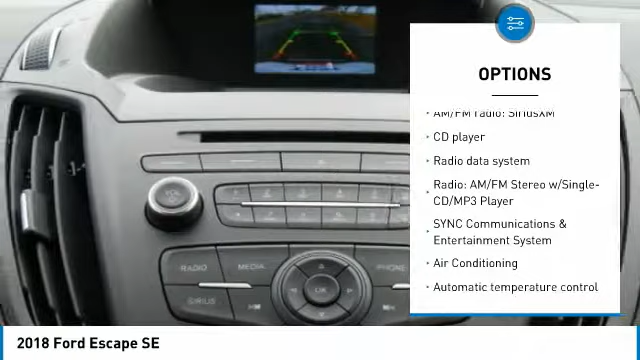 OPTIONS
AM/FM radio: SiriusXM
CD player
Radio data system
Radio: AM/FM Stereo w/Single-
CD/MP3 Player
SYNC Communications &
Entertainment System
Air Conditioning
Automatic temperature control
VOL
RADIO
MEDIA
PHONE
SIRIUS
OK
2018 Ford Escape SE